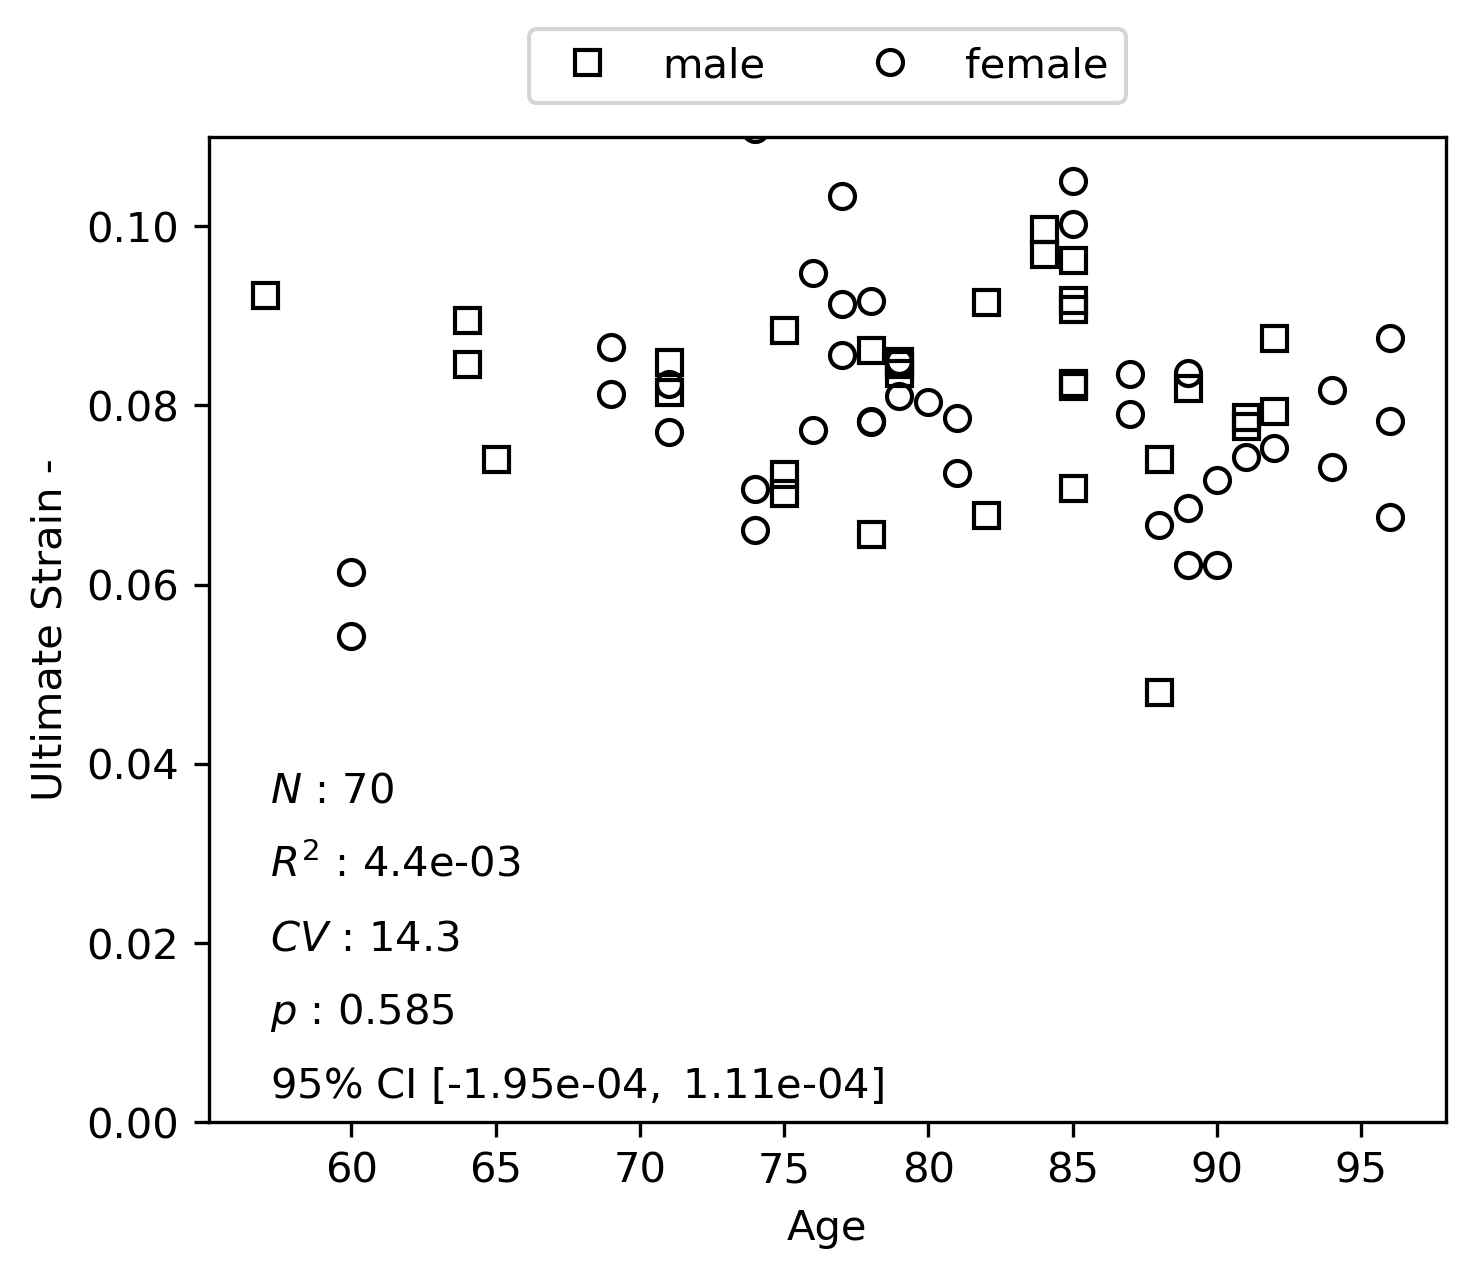 male female
0.10
0.08
0.06
0.04
0.02
0.00
Ultimate Strain -
N : 70
R² : 4.4e-03
CV : 14.3
p : 0.585
95% CI [-1.95e-04, 1.11e-04]
60 65 70 75 80 85 90 95
Age